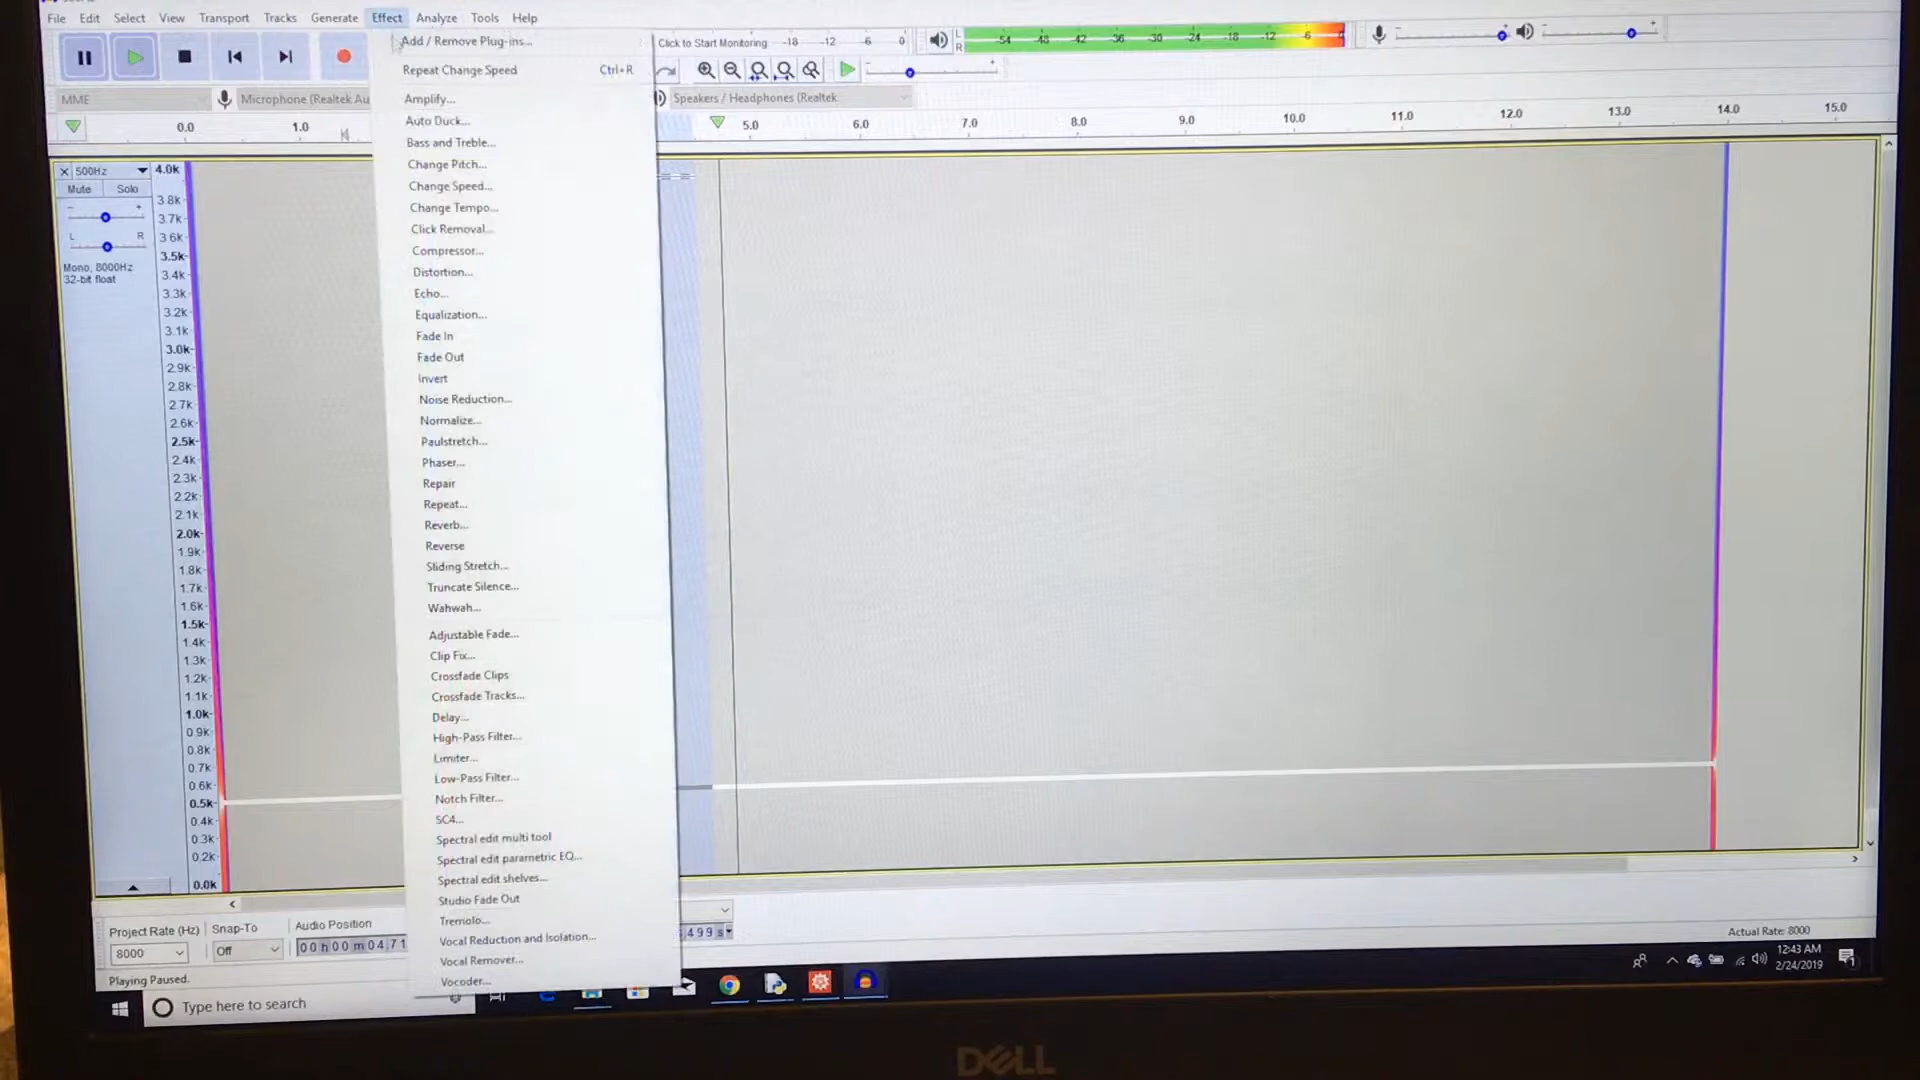 File Edit Select View Transport Tracks Generate Effect Analyze Tools Help
Add / Remove Plug-ins...
Repeat Change Speed Ctrl+R
Amplify...
Auto Duck...
Bass and Treble...
Change Pitch...
Change Speed...
Change Tempo...
Click Removal...
Compressor...
Distortion...
Echo...
Equalization...
Fade In
Fade Out
Invert
Noise Reduction...
Normalize...
Paulstretch...
Phaser...
Repair
Repeat...
Reverb...
Reverse
Sliding Stretch...
Truncate Silence...
Wahwah...
Adjustable Fade...
Clip Fix...
Crossfade Clips
Crossfade Tracks...
Delay...
High-Pass Filter...
Limiter...
Low-Pass Filter...
Notch Filter...
SC4...
Spectral edit multi tool
Spectral edit parametric EQ...
Spectral edit shelves...
Studio Fade Out
Tremolo...
Vocal Reduction and Isolation...
Vocal Remover...
Vocoder...
Click to Start Monitoring -18 -12 -6 0
L
R
-54 -48 -42 -36 -30 -24 -18 -12 -6
MME
Microphone (Realtek Au
Speakers / Headphones (Realtek
0.0 1.0 5.0 6.0 7.0 8.0 9.0 10.0 11.0 12.0 13.0 14.0 15.0
500Hz
Mute Solo
L R
Mono, 8000Hz
32-bit float
4.0k
3.8k
3.7k
3.6k
3.5k
3.4k
3.3k
3.2k
3.1k
3.0k
2.9k
2.8k
2.7k
2.6k
2.5k
2.4k
2.3k
2.2k
2.1k
2.0k
1.9k
1.8k
1.7k
1.6k
1.5k
1.4k
1.3k
1.2k
1.1k
1.0k
0.9k
0.8k
0.7k
0.6k
0.5k
0.4k
0.3k
0.2k
0.0k
Project Rate (Hz) Snap-To Audio Position
8000 Off 00 h 00 m 04.71
499 s
Playing Paused.
Actual Rate: 8000
Type here to search
12:43 AM
2/24/2019
DELL